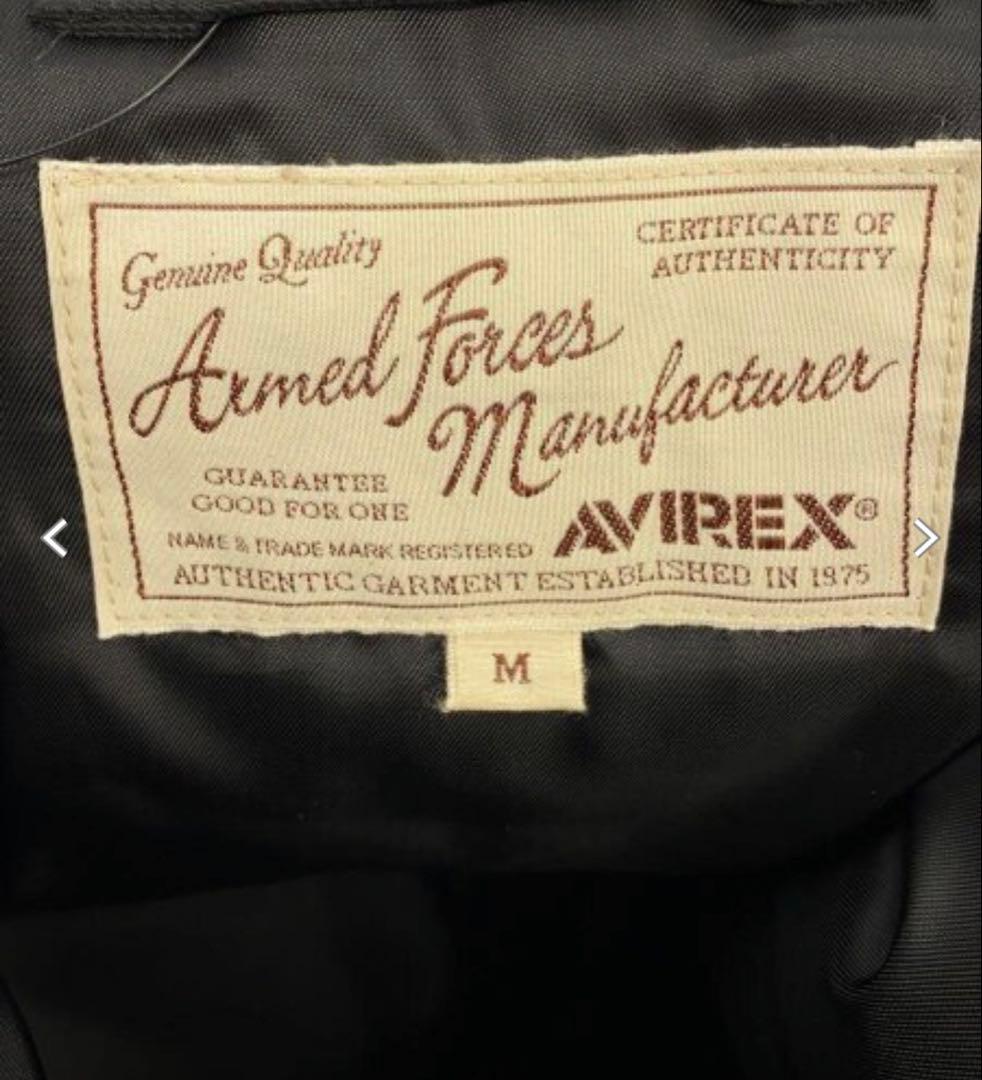 Genuine Quality
CERTIFICATE OF
AUTHENTICITY
Armed Forces
Manufacturer
GUARANTEE
GOOD FOR ONE
NAME & TRADE MARK REGISTERED
AVIREX®
AUTHENTIC GARMENT ESTABLISHED IN 1975
M